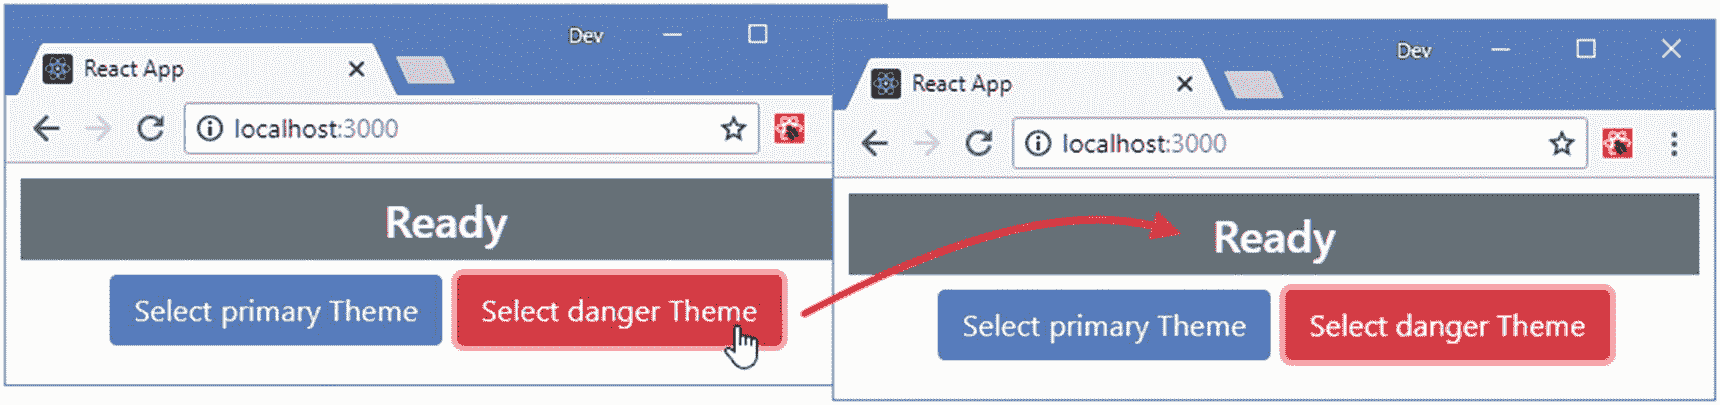 Dev
React App
localhost:3000
Ready
Select primary Theme
Select danger Theme
Dev
React App
localhost:3000
Ready
Select primary Theme
Select danger Theme